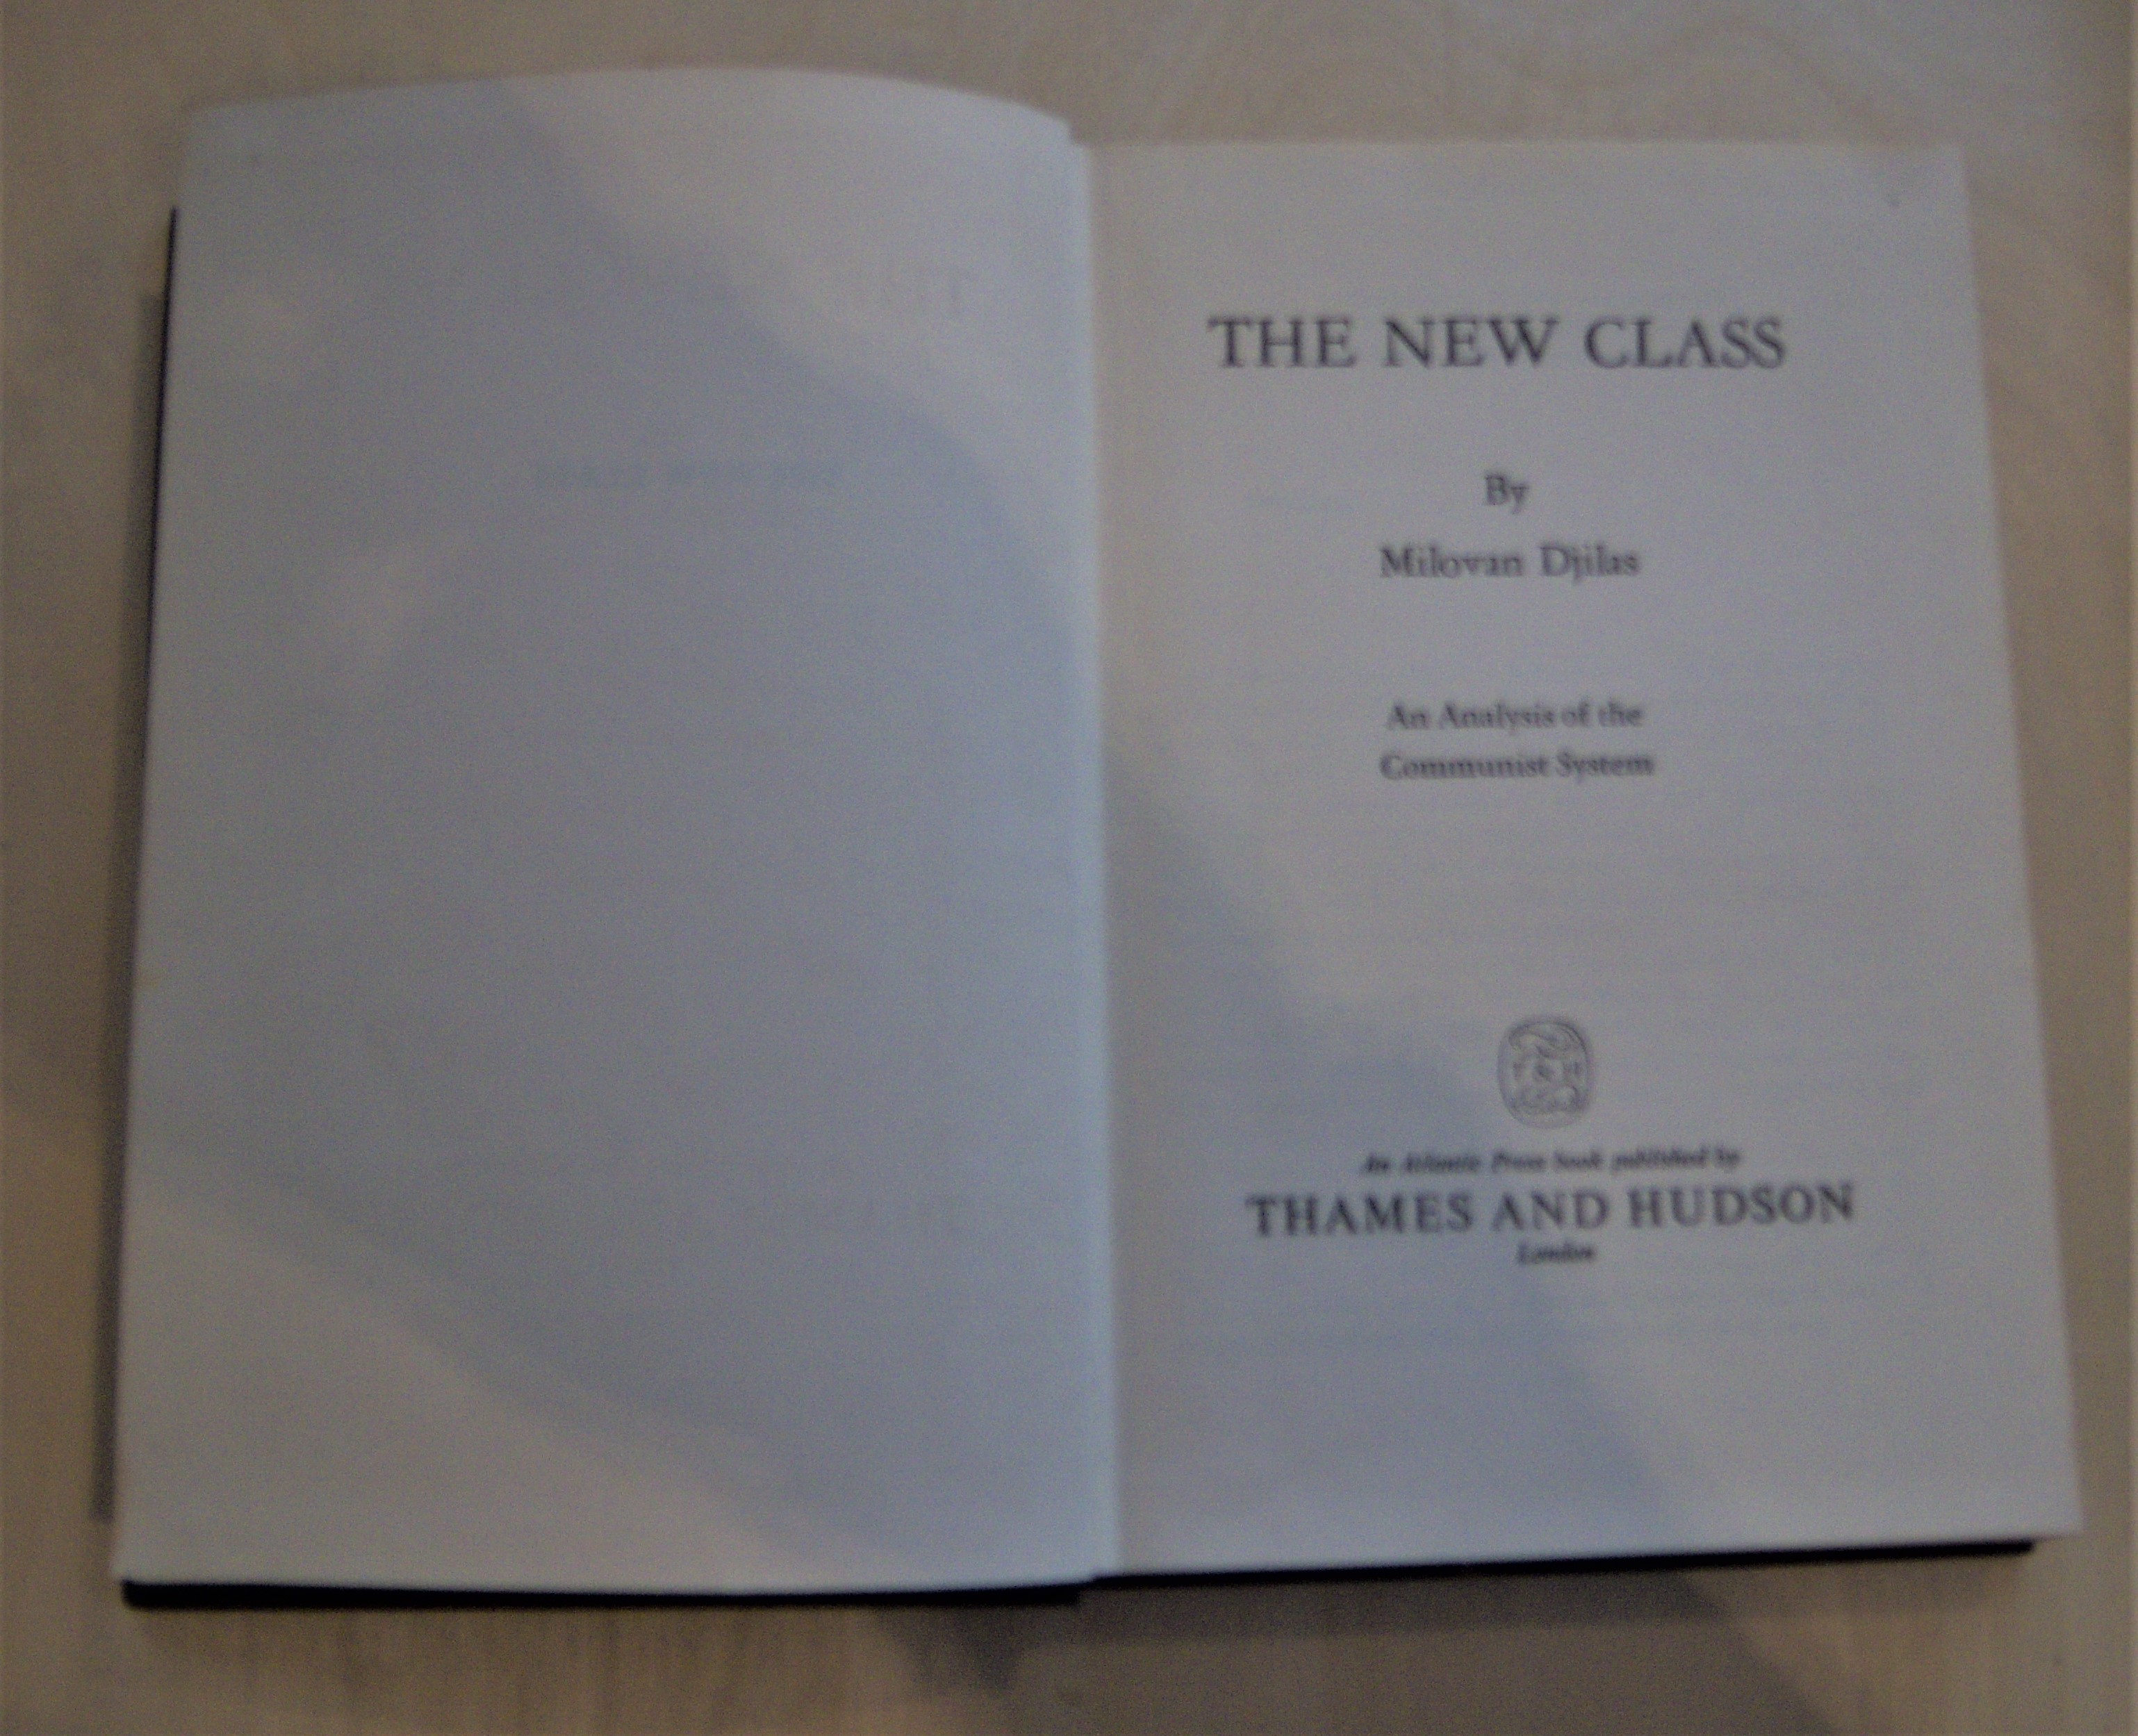 THE NEW CLASS
By
Milovan Djilas
An Analysis of the
Communist System
T & H
An Atlantic Press book published by
THAMES AND HUDSON
London